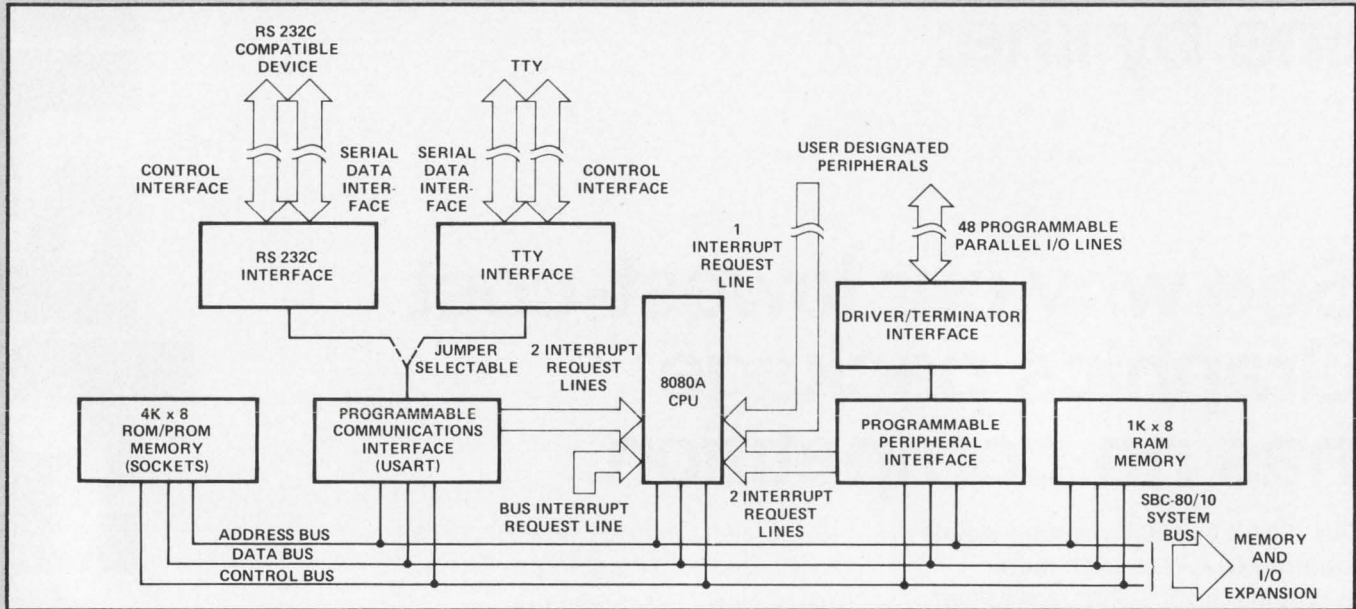 RS 232C
COMPATIBLE
DEVICE
TTY
CONTROL
INTERFACE
SERIAL
DATA
INTER-
FACE
SERIAL
DATA
INTER-
FACE
CONTROL
INTERFACE
USER DESIGNATED
PERIPHERALS
48 PROGRAMMABLE
PARALLEL I/O LINES
RS 232C
INTERFACE
TTY
INTERFACE
1
INTERRUPT
REQUEST
LINE
DRIVER/TERMINATOR
INTERFACE
JUMPER
SELECTABLE
2 INTERRUPT
REQUEST
LINES
8080A
CPU
4K x 8
ROM/PROM
MEMORY
(SOCKETS)
PROGRAMMABLE
COMMUNICATIONS
INTERFACE
(USART)
PROGRAMMABLE
PERIPHERAL
INTERFACE
1K x 8
RAM
MEMORY
BUS INTERRUPT
REQUEST LINE
2 INTERRUPT
REQUEST
LINES
SBC-80/10
SYSTEM
BUS
ADDRESS BUS
DATA BUS
CONTROL BUS
MEMORY
AND
I/O
EXPANSION